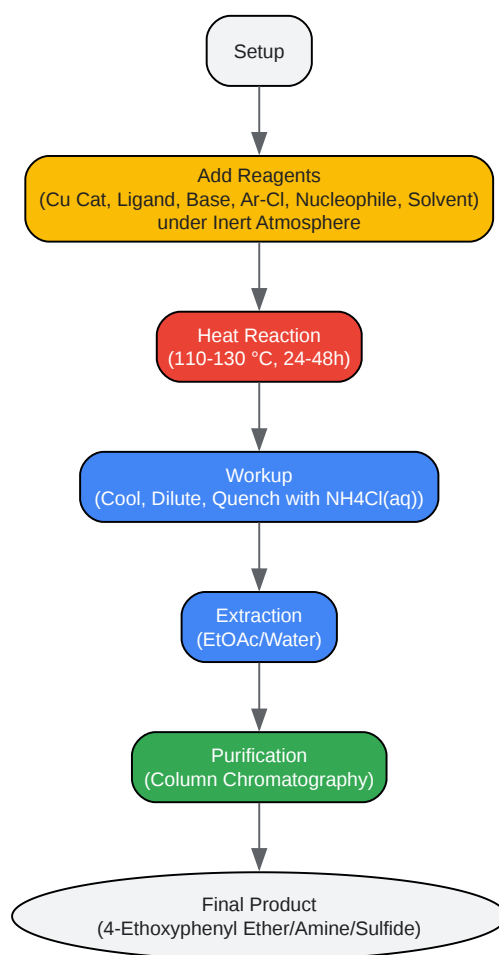 Setup
Add Reagents
(Cu Cat, Ligand, Base, Ar-Cl, Nucleophile, Solvent)
under Inert Atmosphere
Heat Reaction
(110-130 °C, 24-48h)
Workup
(Cool, Dilute, Quench with NH4Cl(aq))
Extraction
(EtOAc/Water)
Purification
(Column Chromatography)
Final Product
(4-Ethoxyphenyl Ether/Amine/Sulfide)